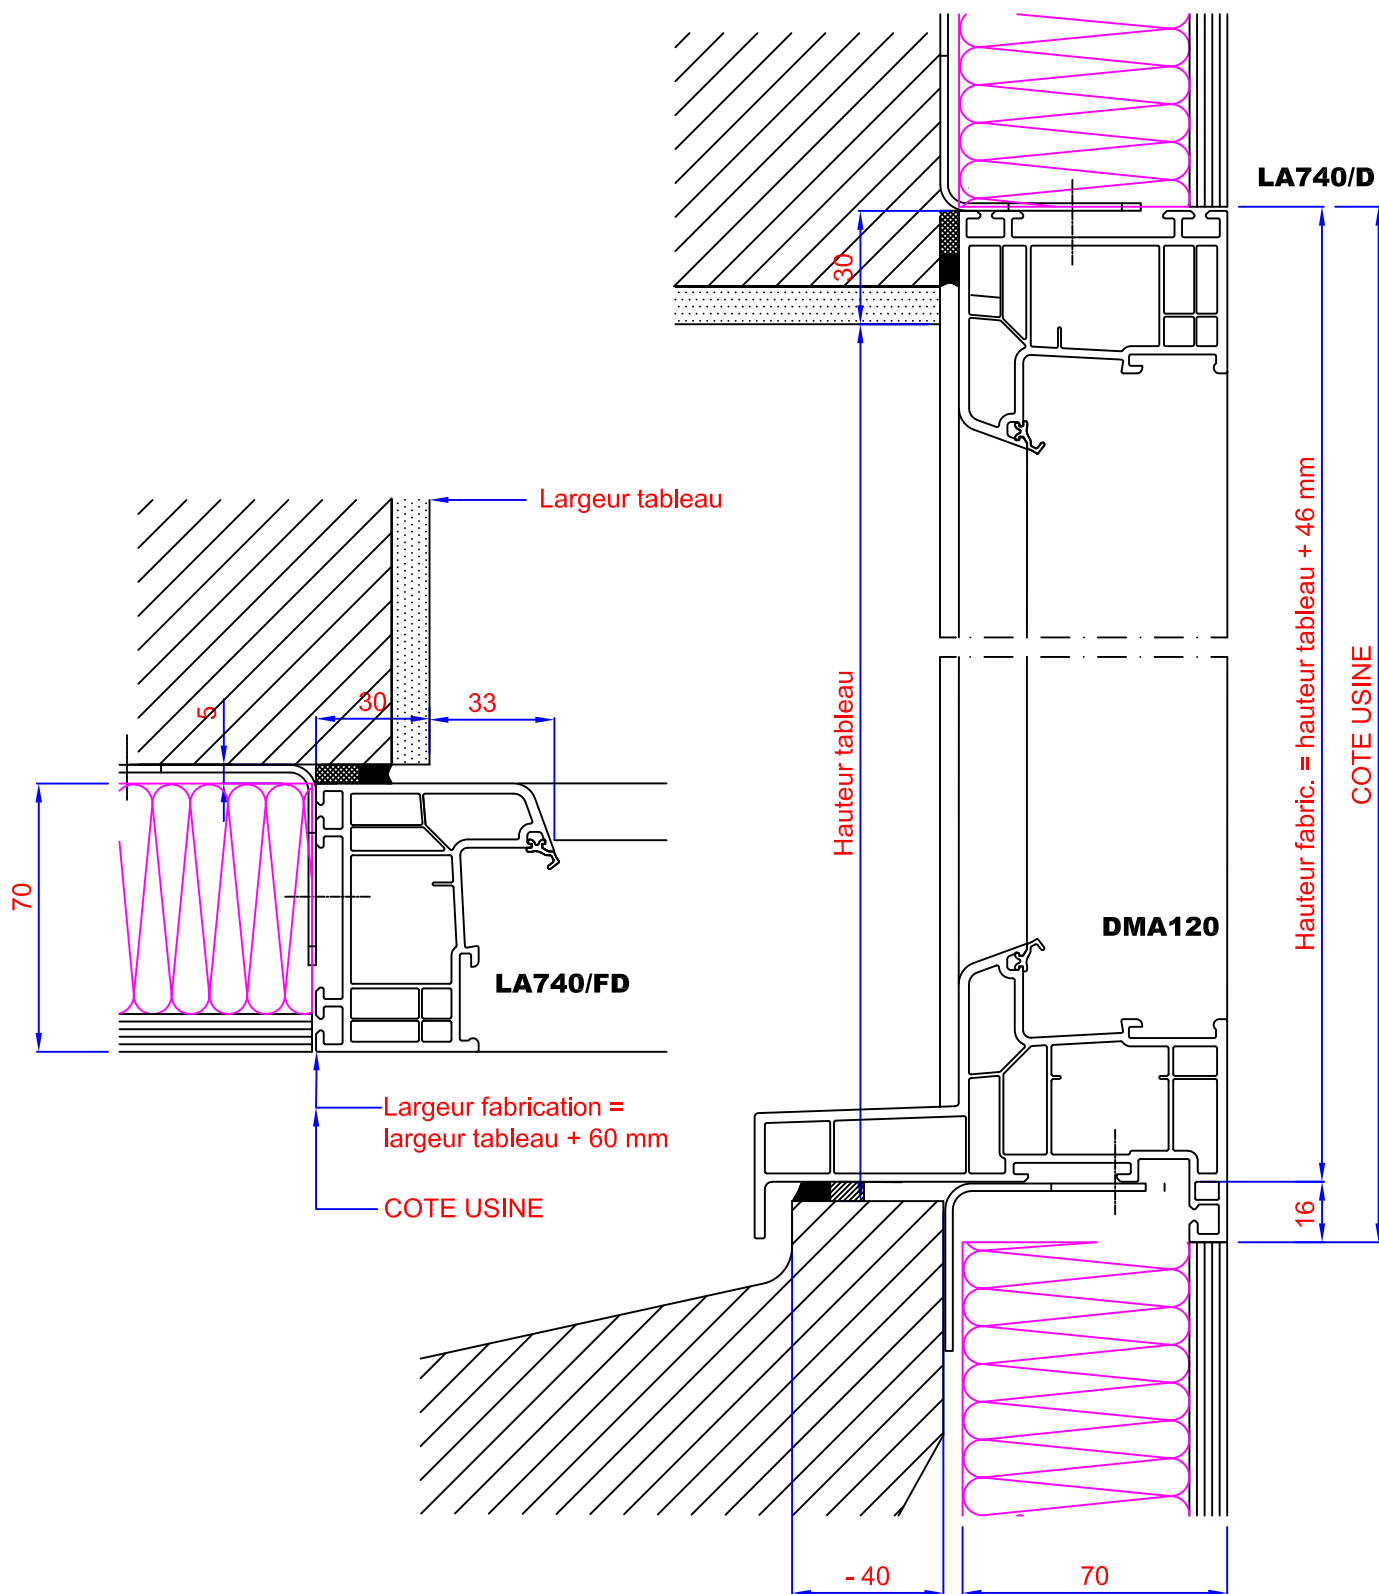 LA740/D
30
Largeur tableau
Hauteur fabric. = hauteur tableau + 46 mm
COTE USINE
Hauteur tableau
5
30
33
70
DMA120
LA740/FD
Largeur fabrication =
largeur tableau + 60 mm
COTE USINE
16
- 40
70